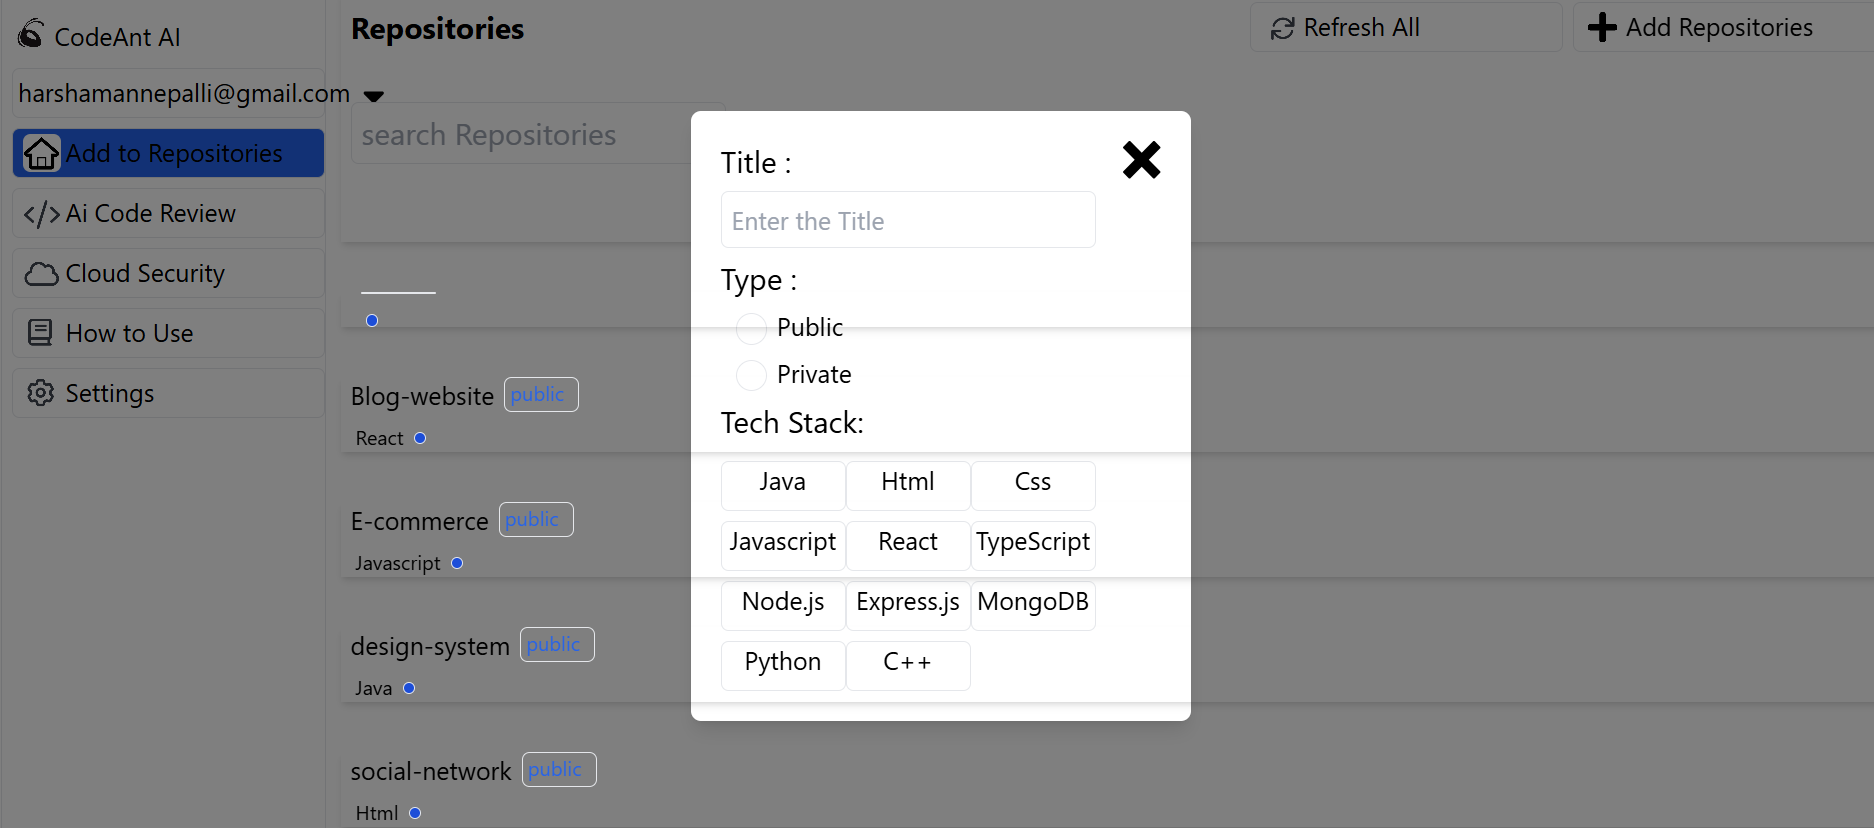 CodeAnt AI
harshamannepalli@gmail.com
Add to Repositories
Ai Code Review
Cloud Security
How to Use
Settings
Repositories
Refresh All
Add Repositories
search Repositories
Blog-website public
React
E-commerce public
Javascript
design-system public
Java
social-network public
Html
Title :
Enter the Title
Type :
Public
Private
Tech Stack:
Java Html Css
Javascript React TypeScript
Node.js Express.js MongoDB
Python C++